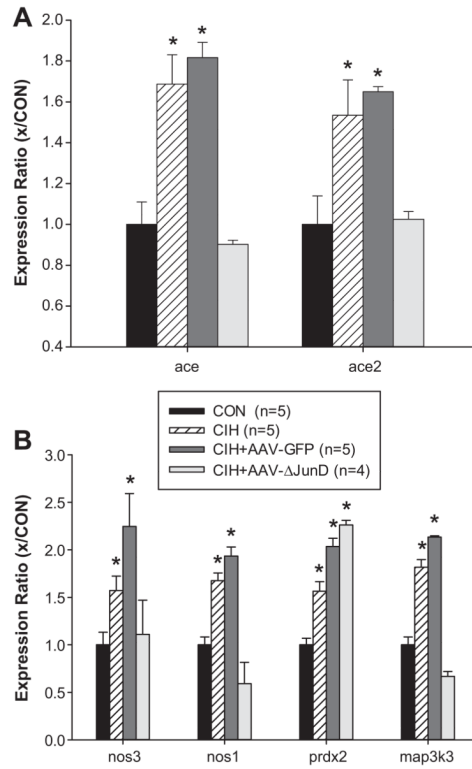 A
2.0
1.8
1.6
1.4
1.2
1.0
0.8
0.6
0.4
Expression Ratio (x/CON)
* * * *
ace ace2
CON (n=5)
CIH (n=5)
CIH+AAV-GFP (n=5)
CIH+AAV-ΔJunD (n=4)
B
3.0
2.5
2.0
1.5
1.0
0.5
0.0
Expression Ratio (x/CON)
* * * * * * * * *
nos3 nos1 prdx2 map3k3